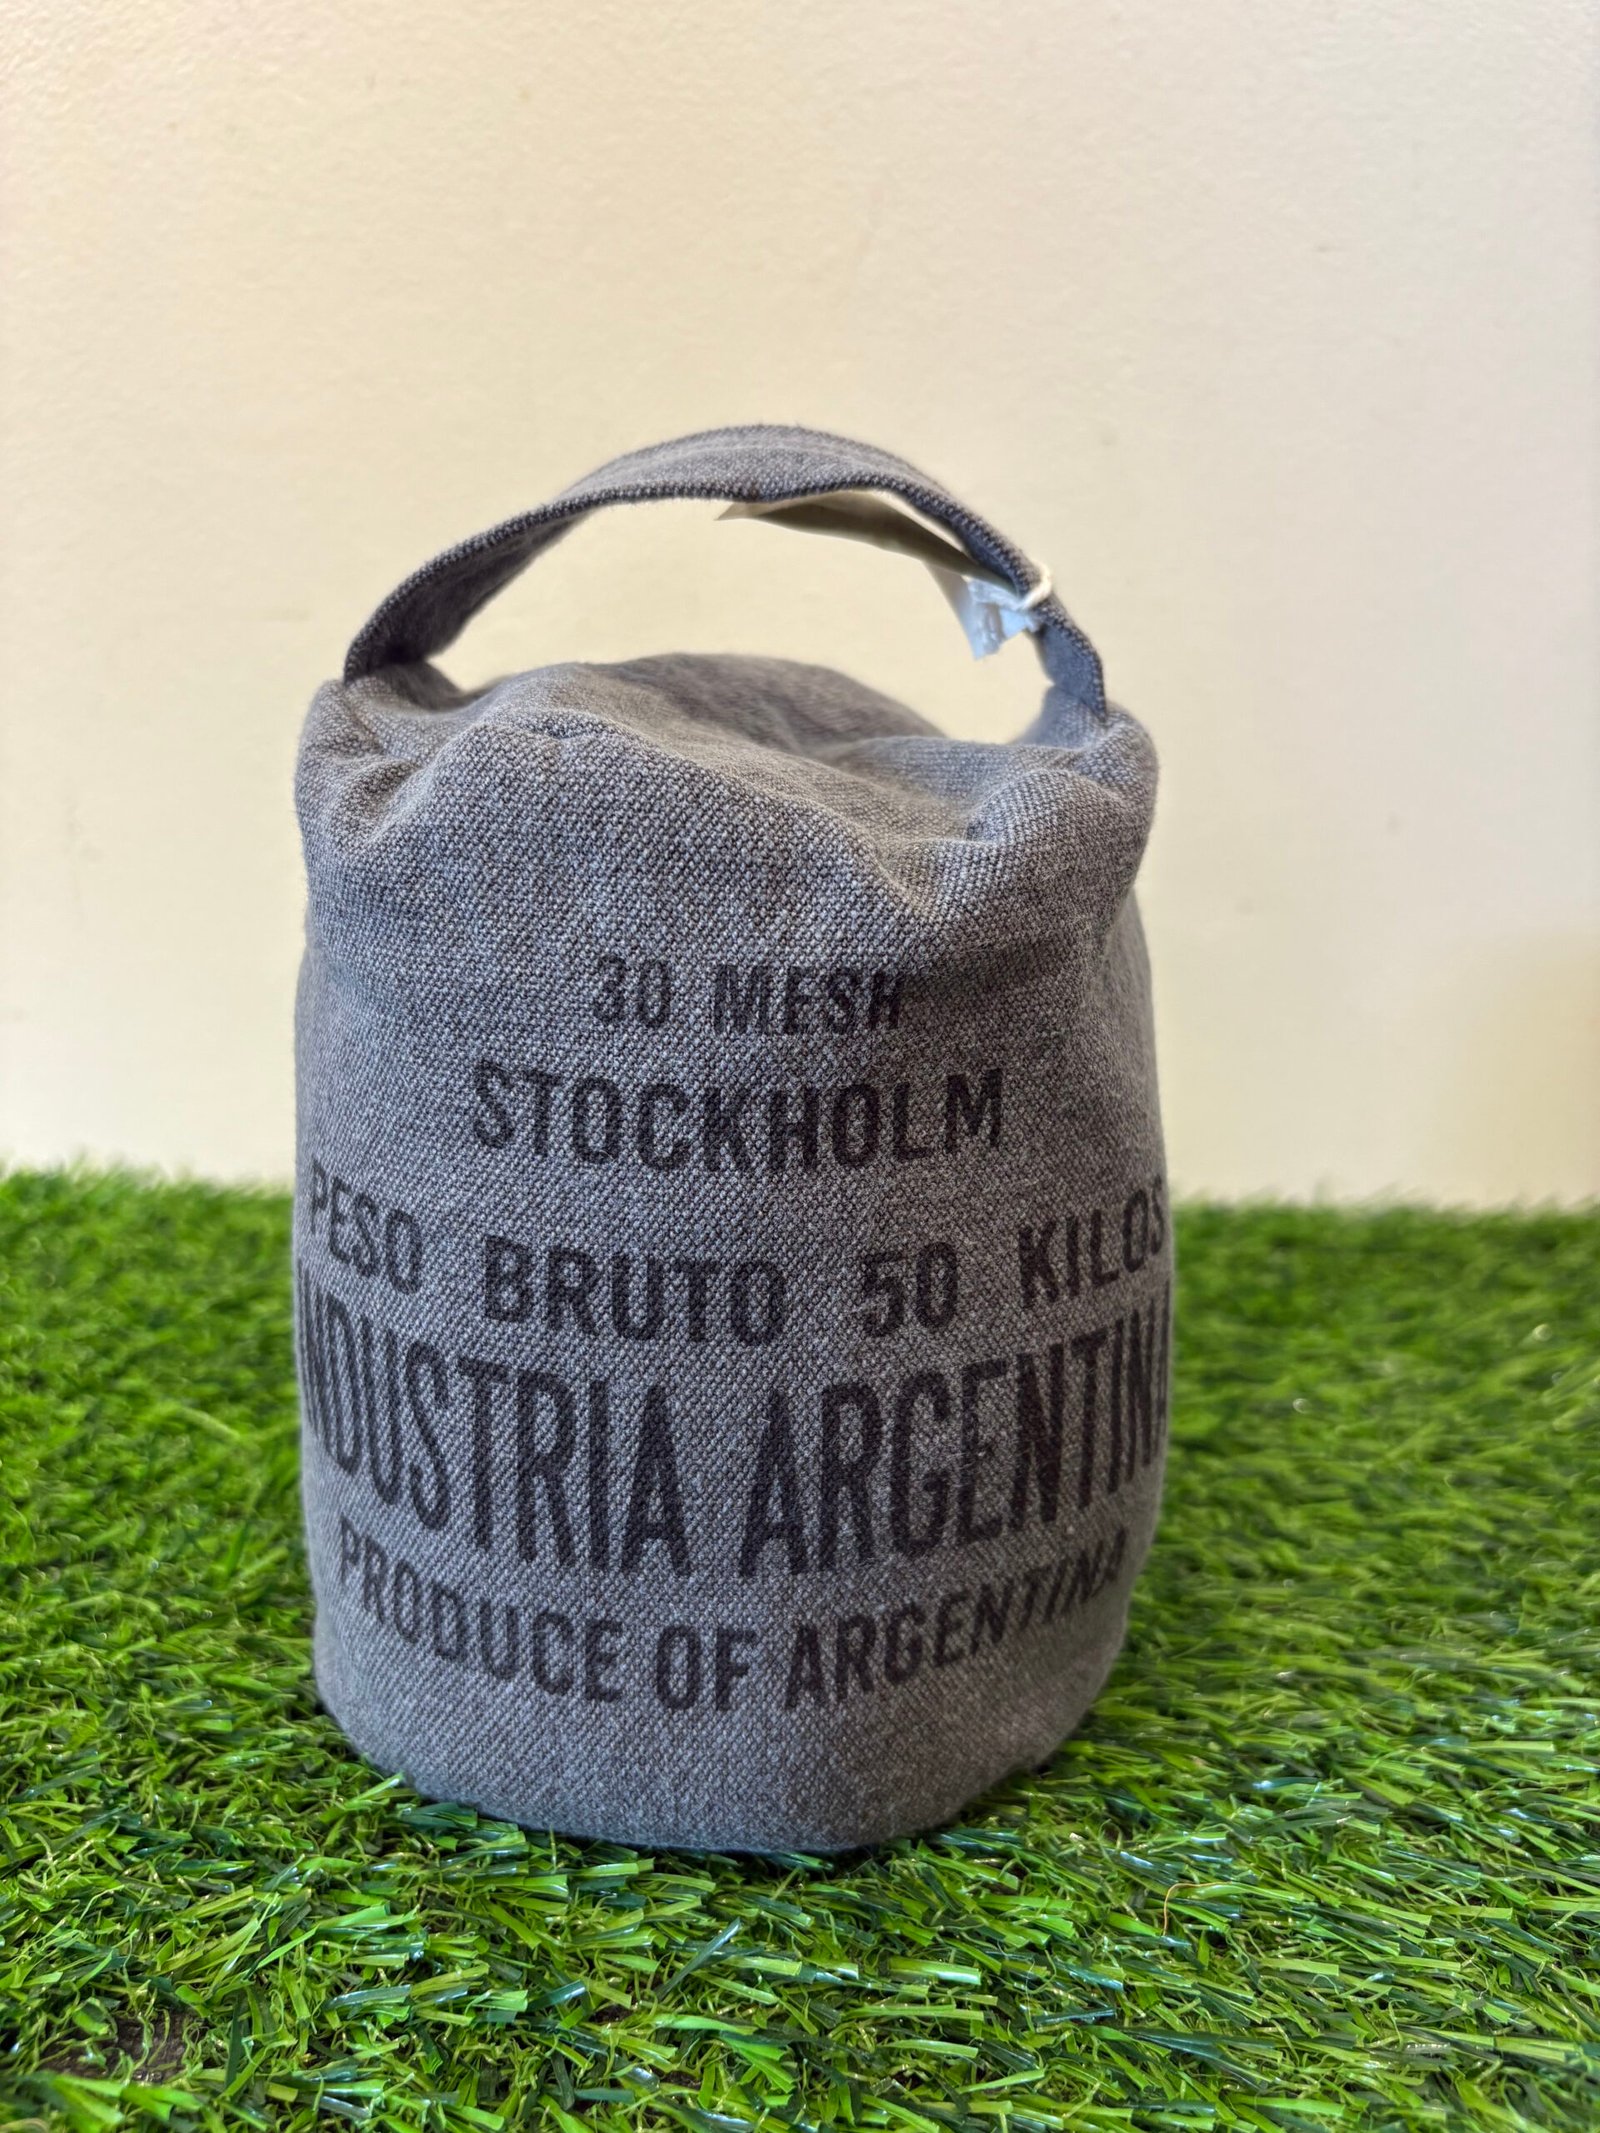 30 MESH
STOCKHOLM
PESO BRUTO 50 KILOS
INDUSTRIA ARGENTINA
PRODUCE OF ARGENTINA